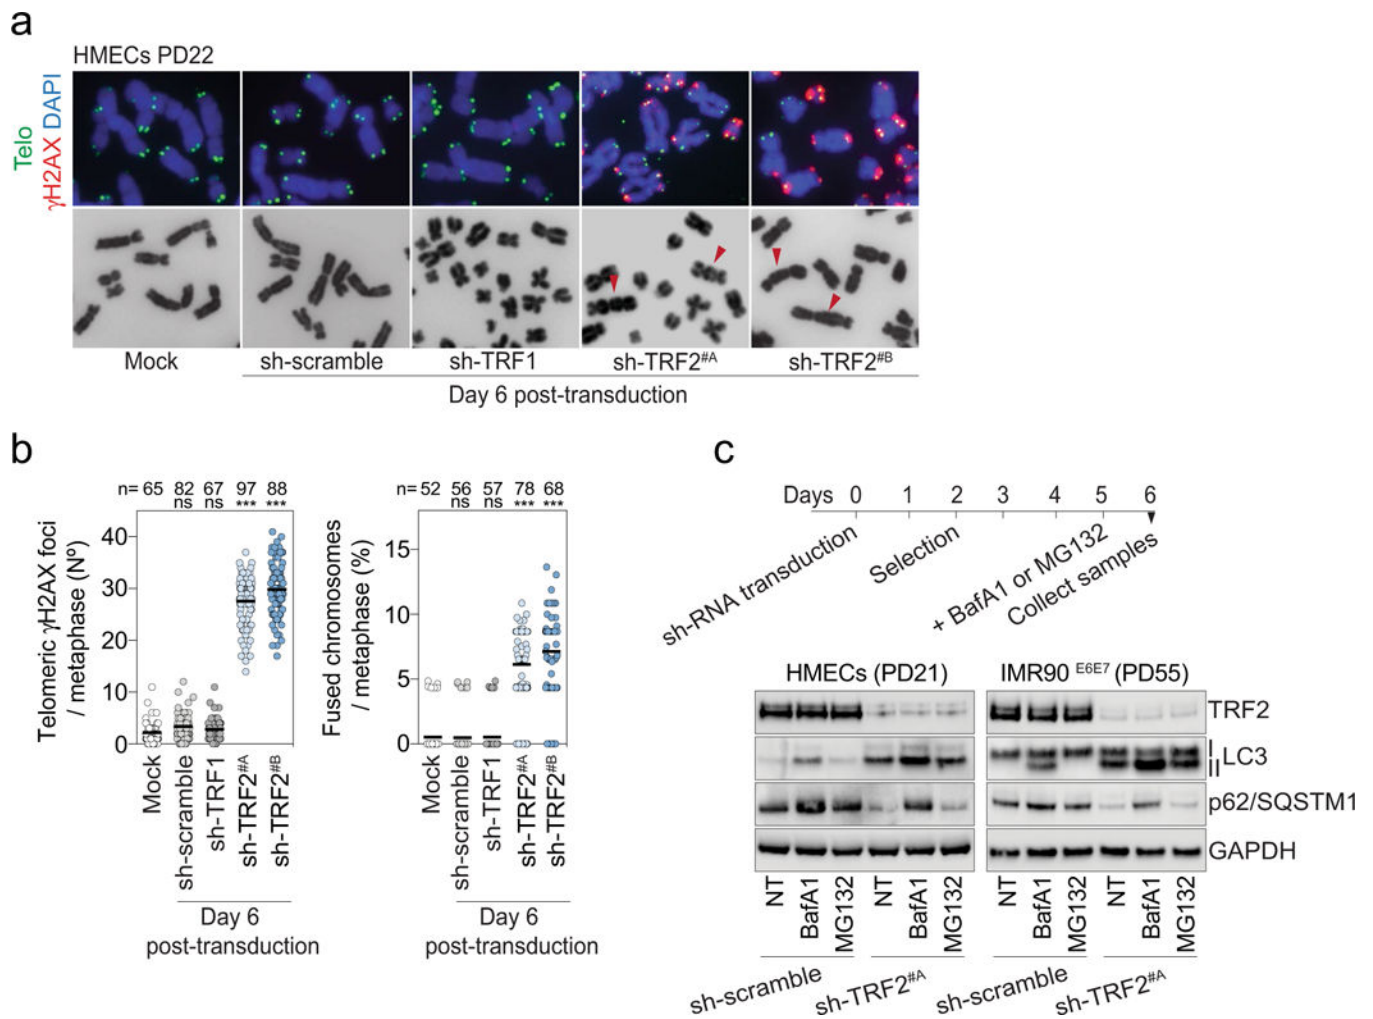 a
HMECs PD22
Telo
γH2AX DAPI
Mock
sh-scramble
sh-TRF1
sh-TRF2#A
sh-TRF2#B
Day 6 post-transduction
b
n= 65 82 67 97 88
ns ns *** ***
Telomeric γH2AX foci
/ metaphase (Nº)
40
30
20
10
0
Mock
sh-scramble
sh-TRF1
sh-TRF2#A
sh-TRF2#B
Day 6
post-transduction
n= 52 56 57 78 68
ns ns *** ***
Fused chromosomes
/ metaphase (%)
15
10
5
0
Mock
sh-scramble
sh-TRF1
sh-TRF2#A
sh-TRF2#B
Day 6
post-transduction
c
Days 0 1 2 3 4 5 6
sh-RNA transduction
Selection
+ BafA1 or MG132
Collect samples
HMECs (PD21)
IMR90 E6E7 (PD55)
TRF2
I
II
LC3
p62/SQSTM1
GAPDH
NT BafA1 MG132 NT BafA1 MG132
NT BafA1 MG132 NT BafA1 MG132
sh-scramble
sh-TRF2#A
sh-scramble
sh-TRF2#A